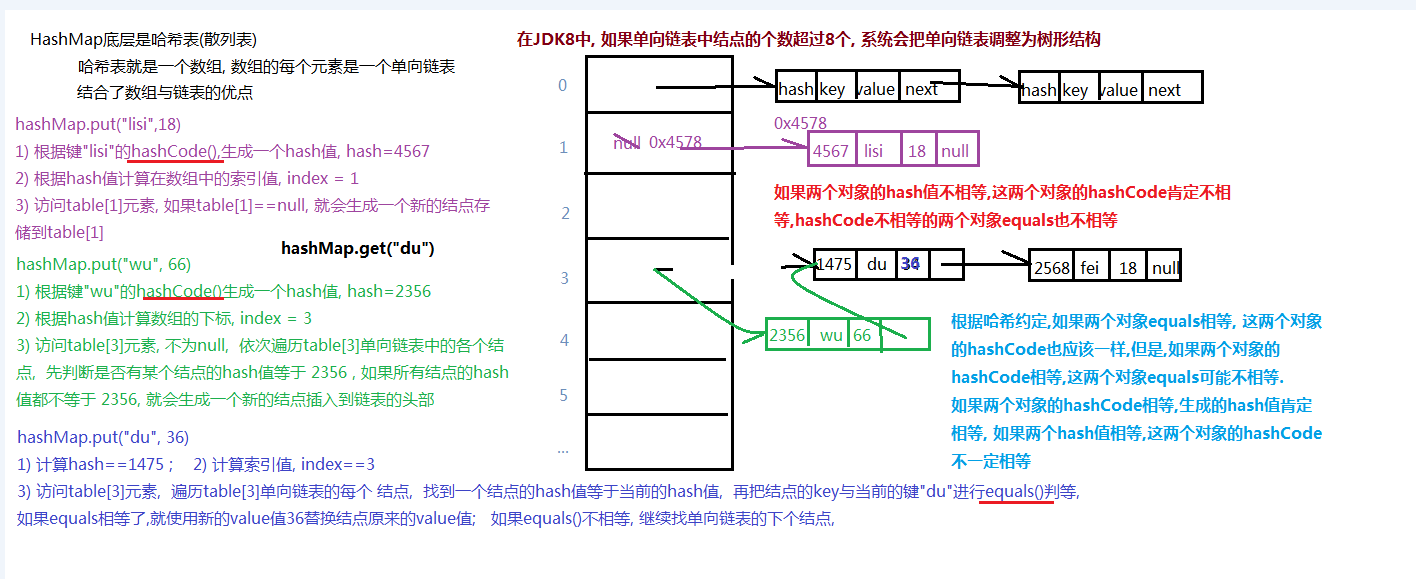 HashMap底层是哈希表(散列表)
哈希表就是一个数组, 数组的每个元素是一个单向链表
结合了数组与链表的优点
hashMap.put("lisi",18)
1) 根据键"lisi"的hashCode(),生成一个hash值, hash=4567
2) 根据hash值计算在数组中的索引值, index = 1
3) 访问table[1]元素, 如果table[1]==null, 就会生成一个新的结点存
储到table[1]
hashMap.get("du")
hashMap.put("wu", 66)
1) 根据键"wu"的hashCode()生成一个hash值, hash=2356
2) 根据hash值计算数组的下标, index = 3
3) 访问table[3]元素, 不为null, 依次遍历table[3]单向链表中的各个结
点, 先判断是否有某个结点的hash值等于 2356 , 如果所有结点的hash
值都不等于 2356, 就会生成一个新的结点插入到链表的头部
hashMap.put("du", 36)
1) 计算hash==1475 ; 2) 计算索引值, index==3
3) 访问table[3]元素, 遍历table[3]单向链表的每个 结点, 找到一个结点的hash值等于当前的hash值, 再把结点的key与当前的键"du"进行equals()判等,
如果equals相等了,就使用新的value值36替换结点原来的value值; 如果equals()不相等, 继续找单向链表的下个结点,
在JDK8中, 如果单向链表中结点的个数超过8个, 系统会把单向链表调整为树形结构
0
hash key value next
hash key value next
1
null 0x4578
0x4578
4567 lisi 18 null
如果两个对象的hash值不相等,这两个对象的hashCode肯定不相
等,hashCode不相等的两个对象equals也不相等
2
3
1475 du 36
2568 fei 18 null
2356 wu 66
4
5
...
根据哈希约定,如果两个对象equals相等, 这两个对象
的hashCode也应该一样,但是,如果两个对象的
hashCode相等,这两个对象equals可能不相等.
如果两个对象的hashCode相等,生成的hash值肯定
相等, 如果两个hash值相等,这两个对象的hashCode
不一定相等